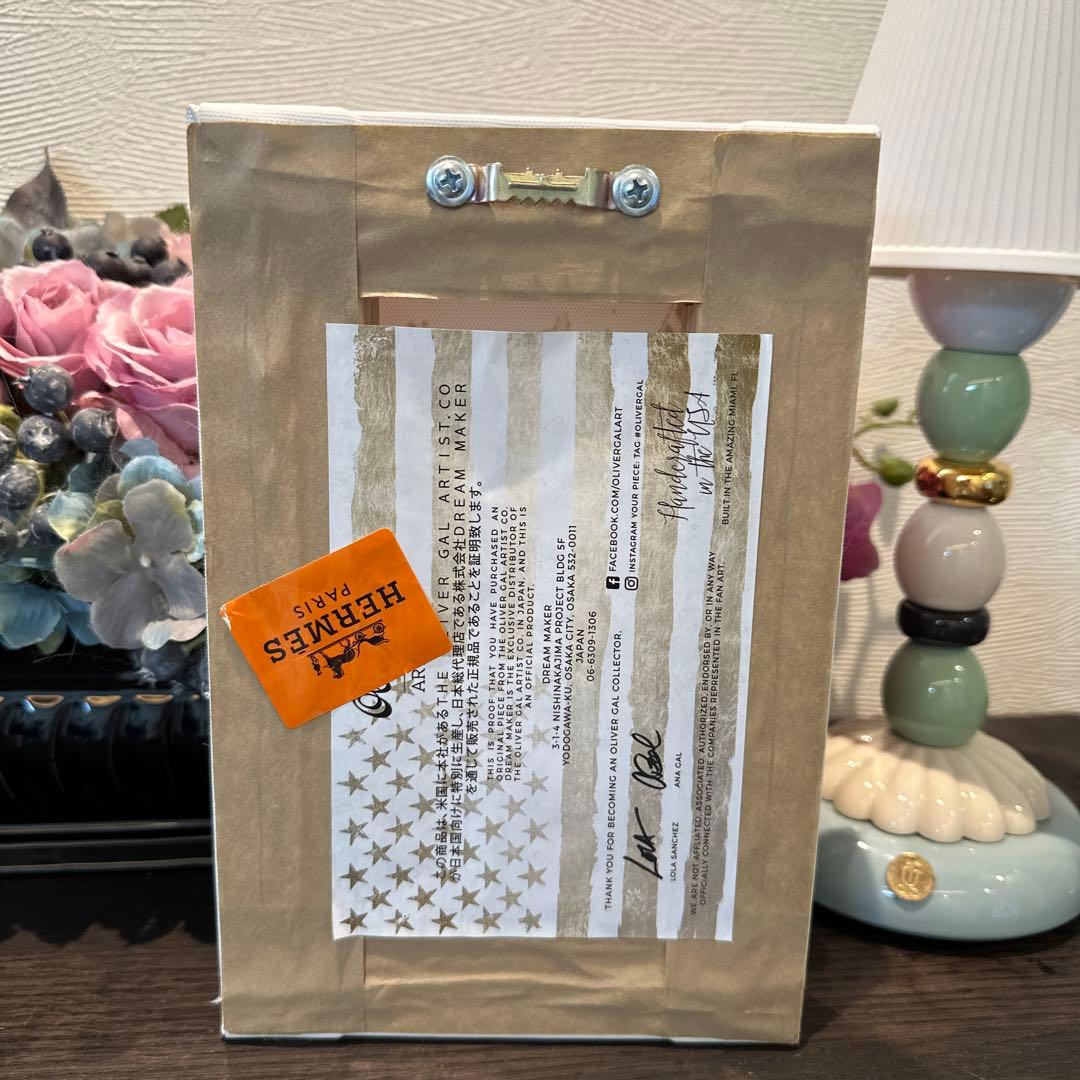 HERMES
PARIS
AR
IVER GAL ARTIST.CO
この商品は、米国に本社があるTHE
が日本国向けに特別に生産し、日本総代理店である株式会社DREAM MAKER
を通じて販売された正規品であることを証明致します。
THIS IS PROOF THAT YOU HAVE PURCHASED AN
ORIGINAL PIECE FROM THE OLIVER GAL ARTIST CO.
DREAM MAKER IS THE EXCLUSIVE DISTRIBUTOR OF
THE OLIVER GAL ARTIST CO. IN JAPAN, AND THIS IS
AN OFFICIAL PRODUCT.
DREAM MAKER
3-1-4 NISHINAKAJIMA PROJECT BLDG 5F
YODOGAWA-KU, OSAKA CITY, OSAKA 532-0011
JAPAN
06-6309-1306
THANK YOU FOR BECOMING AN OLIVER GAL COLLECTOR.
FACEBOOK.COM/OLIVERGALART
INSTAGRAM YOUR PIECE: TAG #OLIVERGAL
Lola
LOLA SANCHEZ
ANA GAL
Handcrafted
in the USA
BUILT IN THE AMAZING MIAMI, FL
WE ARE NOT AFFILIATED, ASSOCIATED, AUTHORIZED, ENDORSED BY, OR IN ANY WAY
OFFICIALLY CONNECTED WITH THE COMPANIES REPRESENTED IN THE FAN ART.